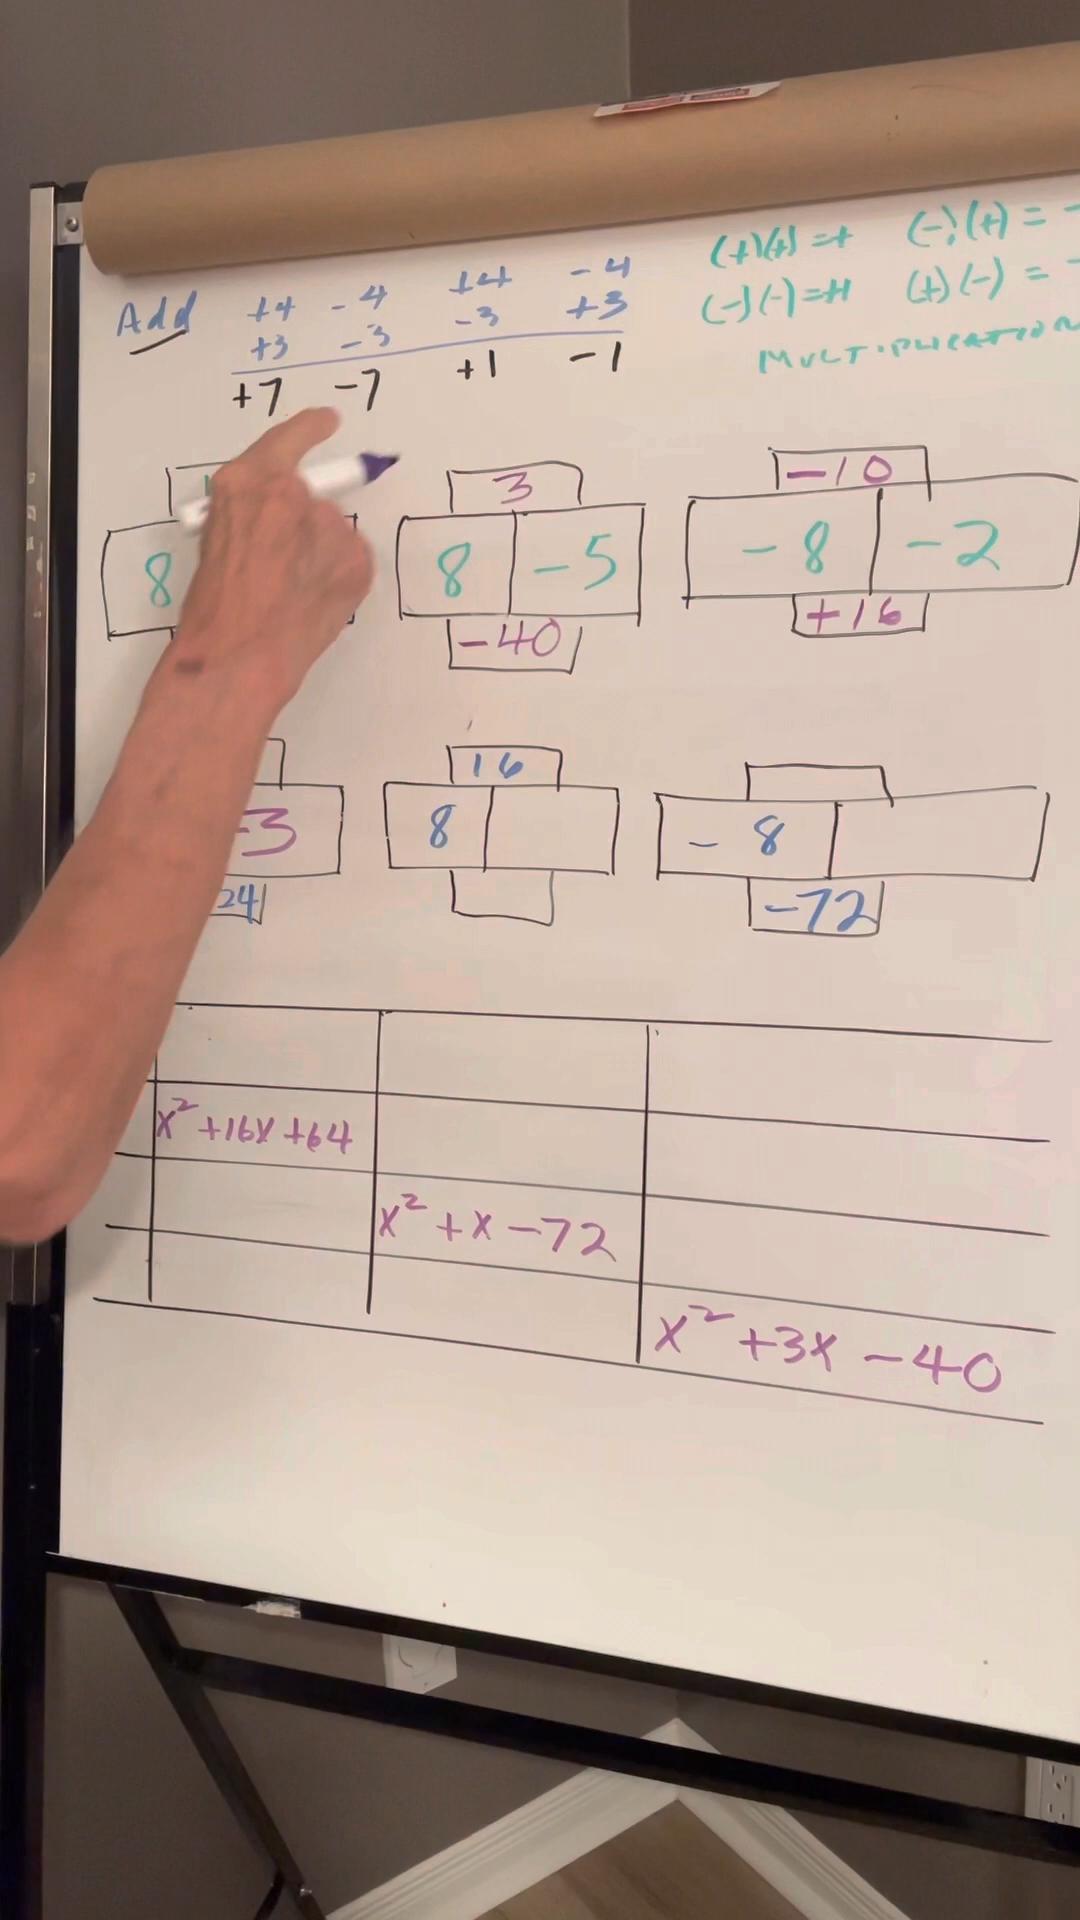 Add +4 -4 +4 -4
+3 -3 -3 +3
+7 -7 +1 -1
(+)(+) = + (-)(+) = -
(-)(-) = + (+)(-) = -
MULTIPLICATION
3 -10
8 8 -5 -8 -2
-40 +16
16
-3 8 -8
24 -72
x² +16x +64
x² + x - 72
x² +3x - 40